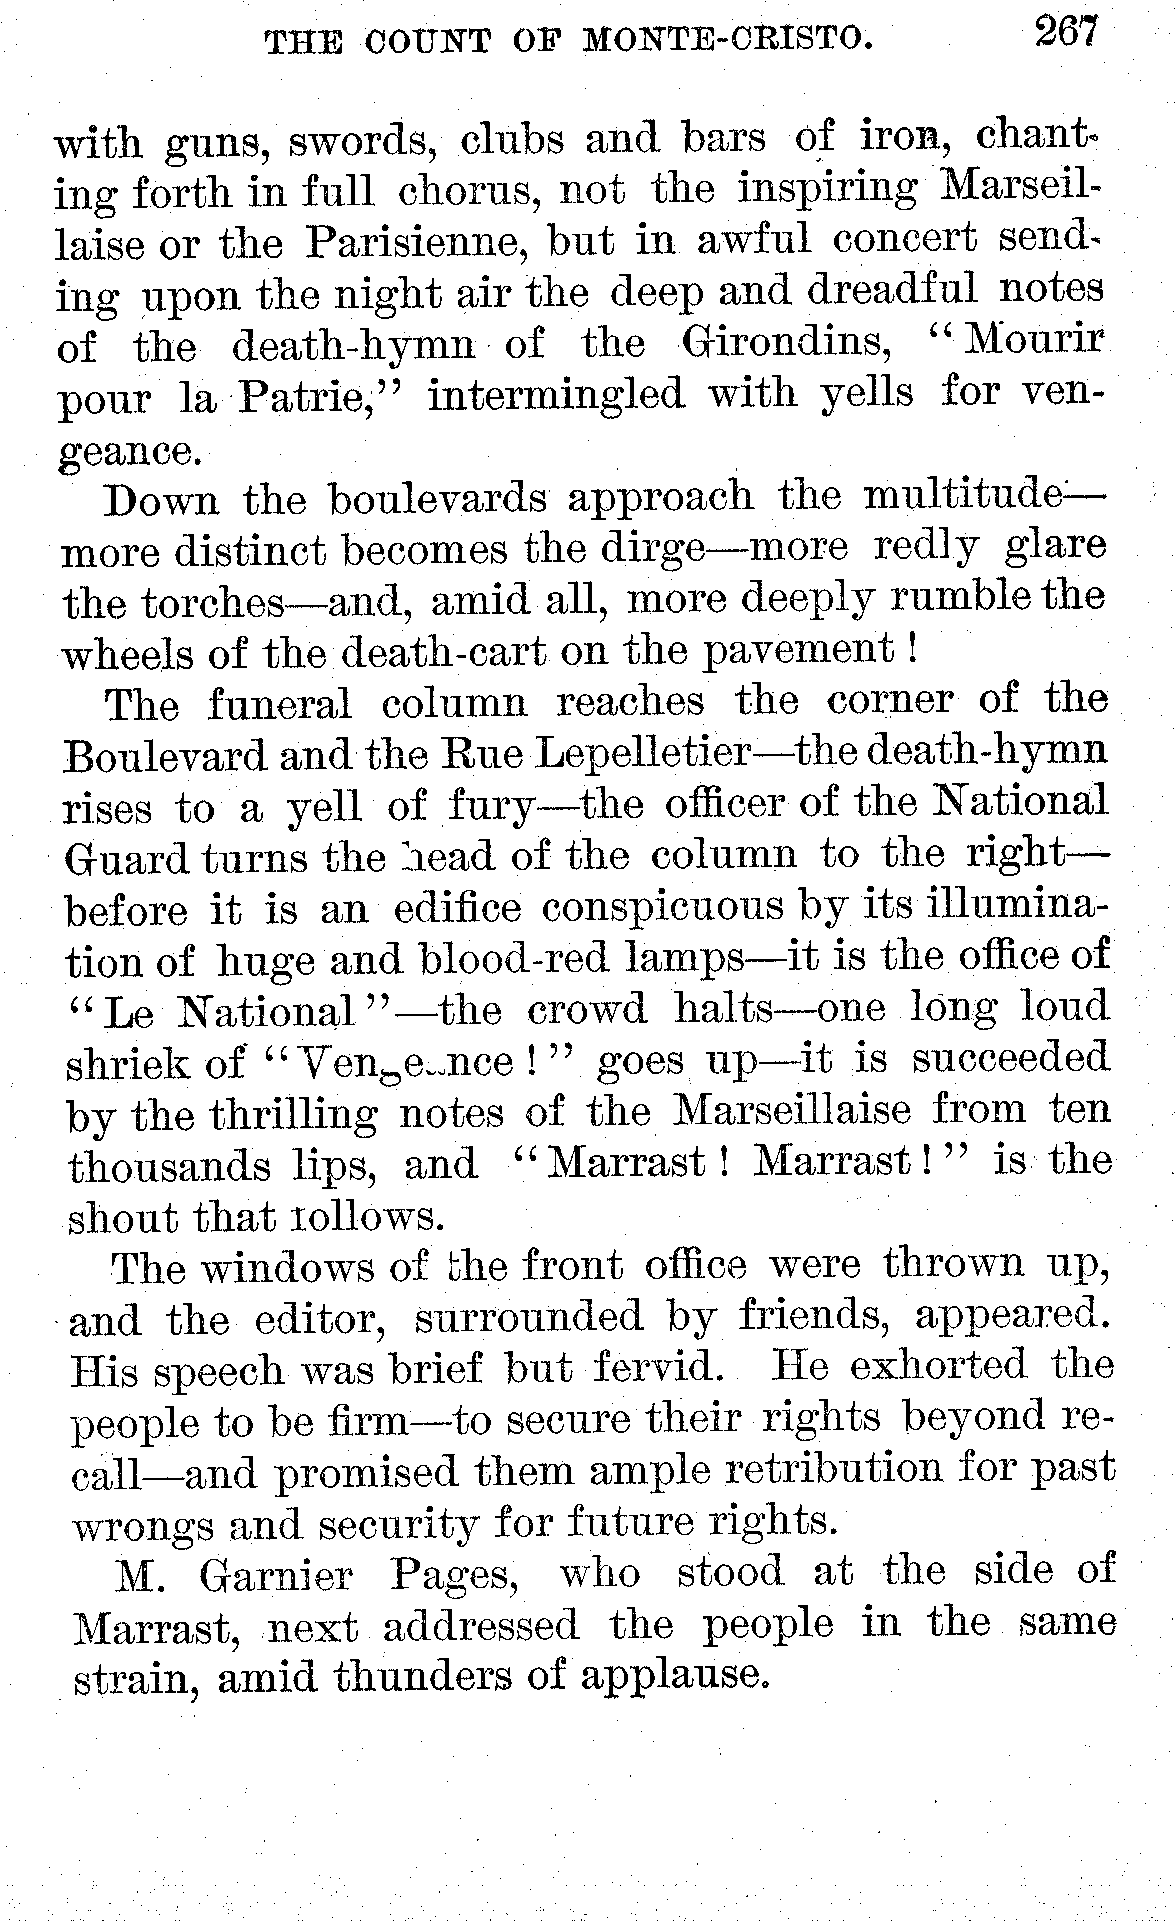 THE COUNT OF MONTE-CRISTO. 267
with guns, swords, clubs and bars of iron, chant-
ing forth in full chorus, not the inspiring Marseil-
laise or the Parisienne, but in awful concert send-
ing upon the night air the deep and dreadful notes
of the death-hymn of the Girondins, “Mourir
pour la Patrie,” intermingled with yells for ven-
geance.
Down the boulevards approach the multitude—
more distinct becomes the dirge—more redly glare
the torches—and, amid all, more deeply rumble the
wheels of the death-cart on the pavement!
The funeral column reaches the corner of the
Boulevard and the Rue Lepelletier—the death-hymn
rises to a yell of fury—the officer of the National
Guard turns the head of the column to the right—
before it is an edifice conspicuous by its illumina-
tion of huge and blood-red lamps—it is the office of
“Le National”—the crowd halts—one long loud
shriek of “Vengeance!” goes up—it is succeeded
by the thrilling notes of the Marseillaise from ten
thousands lips, and “Marrast! Marrast!” is the
shout that follows.
The windows of the front office were thrown up,
and the editor, surrounded by friends, appeared.
His speech was brief but fervid. He exhorted the
people to be firm—to secure their rights beyond re-
call—and promised them ample retribution for past
wrongs and security for future rights.
M. Garnier Pages, who stood at the side of
Marrast, next addressed the people in the same
strain, amid thunders of applause.